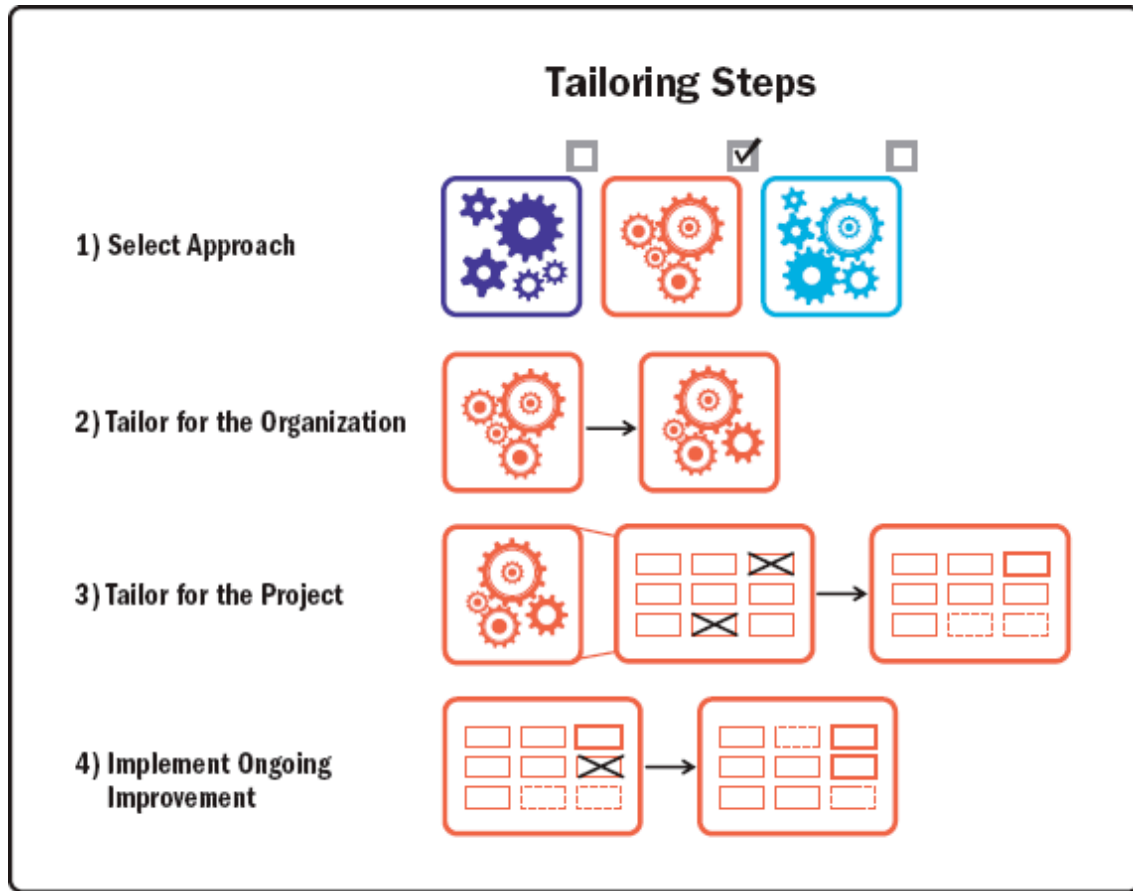 Tailoring Steps
1) Select Approach
2) Tailor for the Organization
3) Tailor for the Project
4) Implement Ongoing
Improvement